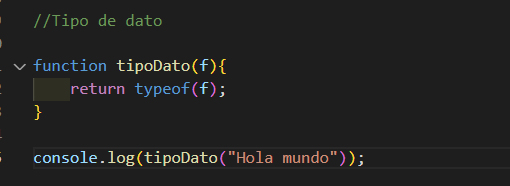 //Tipo de dato
function tipoDato(f){
return typeof(f);
}
console.log(tipoDato("Hola mundo"));